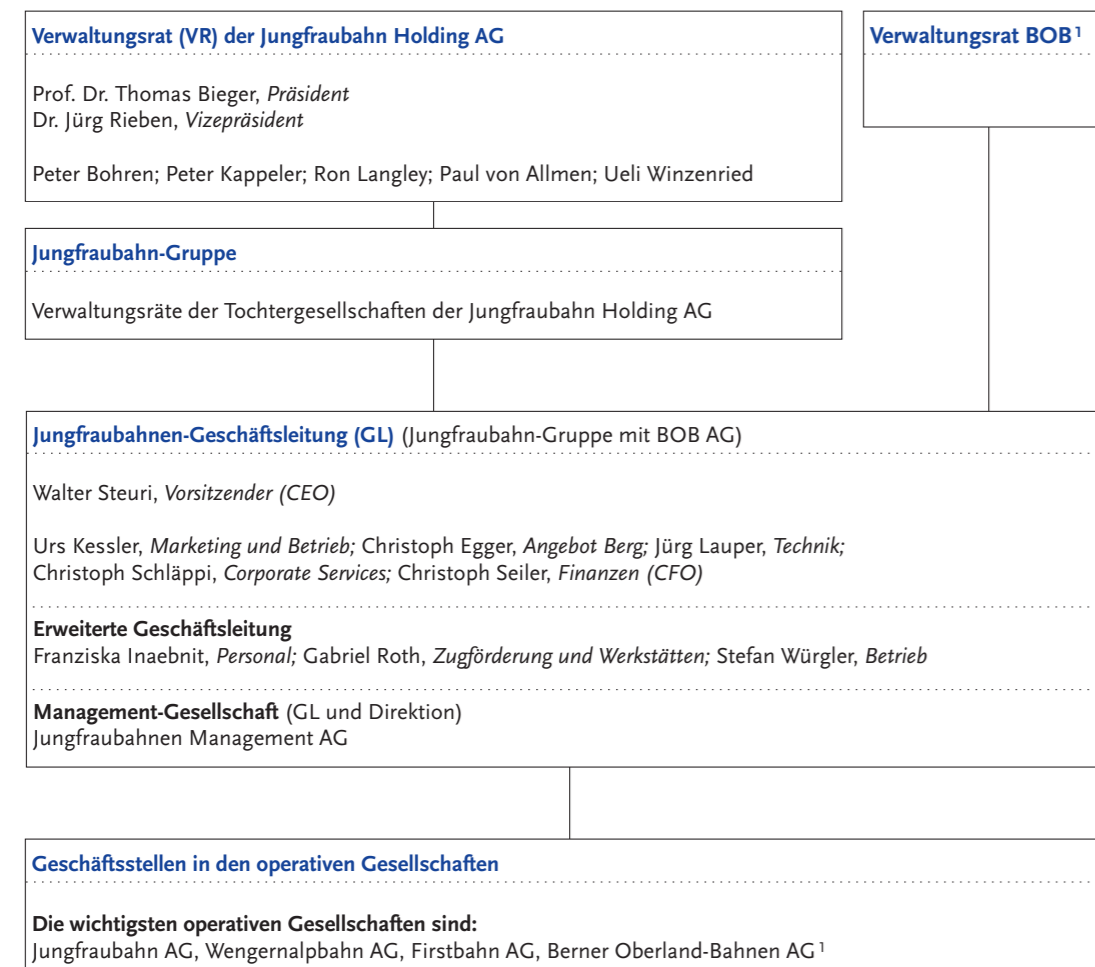 Verwaltungsrat (VR) der Jungfraubahn Holding AG
Prof. Dr. Thomas Bieger, Präsident
Dr. Jürg Rieben, Vizepräsident
Peter Bohren; Peter Kappeler; Ron Langley; Paul von Allmen; Ueli Winzenried
Verwaltungsrat BOB¹
Jungfraubahn-Gruppe
Verwaltungsräte der Tochtergesellschaften der Jungfraubahn Holding AG
Jungfraubahnen-Geschäftsleitung (GL) (Jungfraubahn-Gruppe mit BOB AG)
Walter Steuri, Vorsitzender (CEO)
Urs Kessler, Marketing und Betrieb; Christoph Egger, Angebot Berg; Jürg Lauper, Technik;
Christoph Schläppi, Corporate Services; Christoph Seiler, Finanzen (CFO)
Erweiterte Geschäftsleitung
Franziska Inaebnit, Personal; Gabriel Roth, Zugförderung und Werkstätten; Stefan Würgler, Betrieb
Management-Gesellschaft (GL und Direktion)
Jungfraubahnen Management AG
Geschäftsstellen in den operativen Gesellschaften
Die wichtigsten operativen Gesellschaften sind:
Jungfraubahn AG, Wengernalpbahn AG, Firstbahn AG, Berner Oberland-Bahnen AG¹